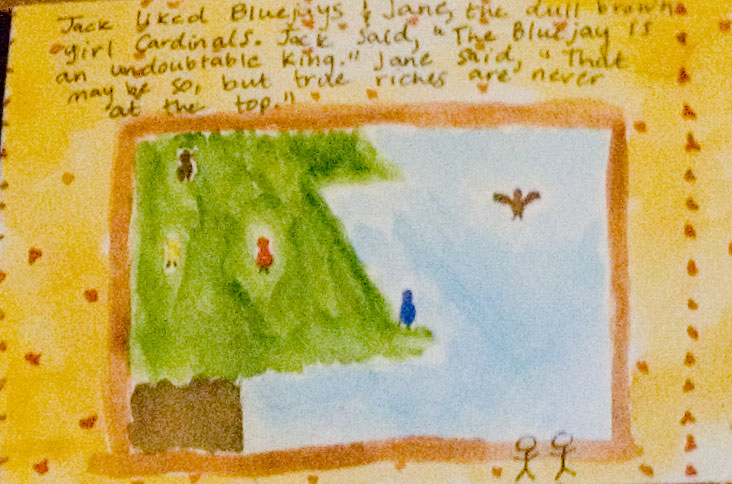 Jack liked Bluejays & Jane, the dull brown
girl Cardinals. Jack said, "The Bluejay is
an undoubtable king." Jane said, "That
may be so, but true riches are never
at the top."